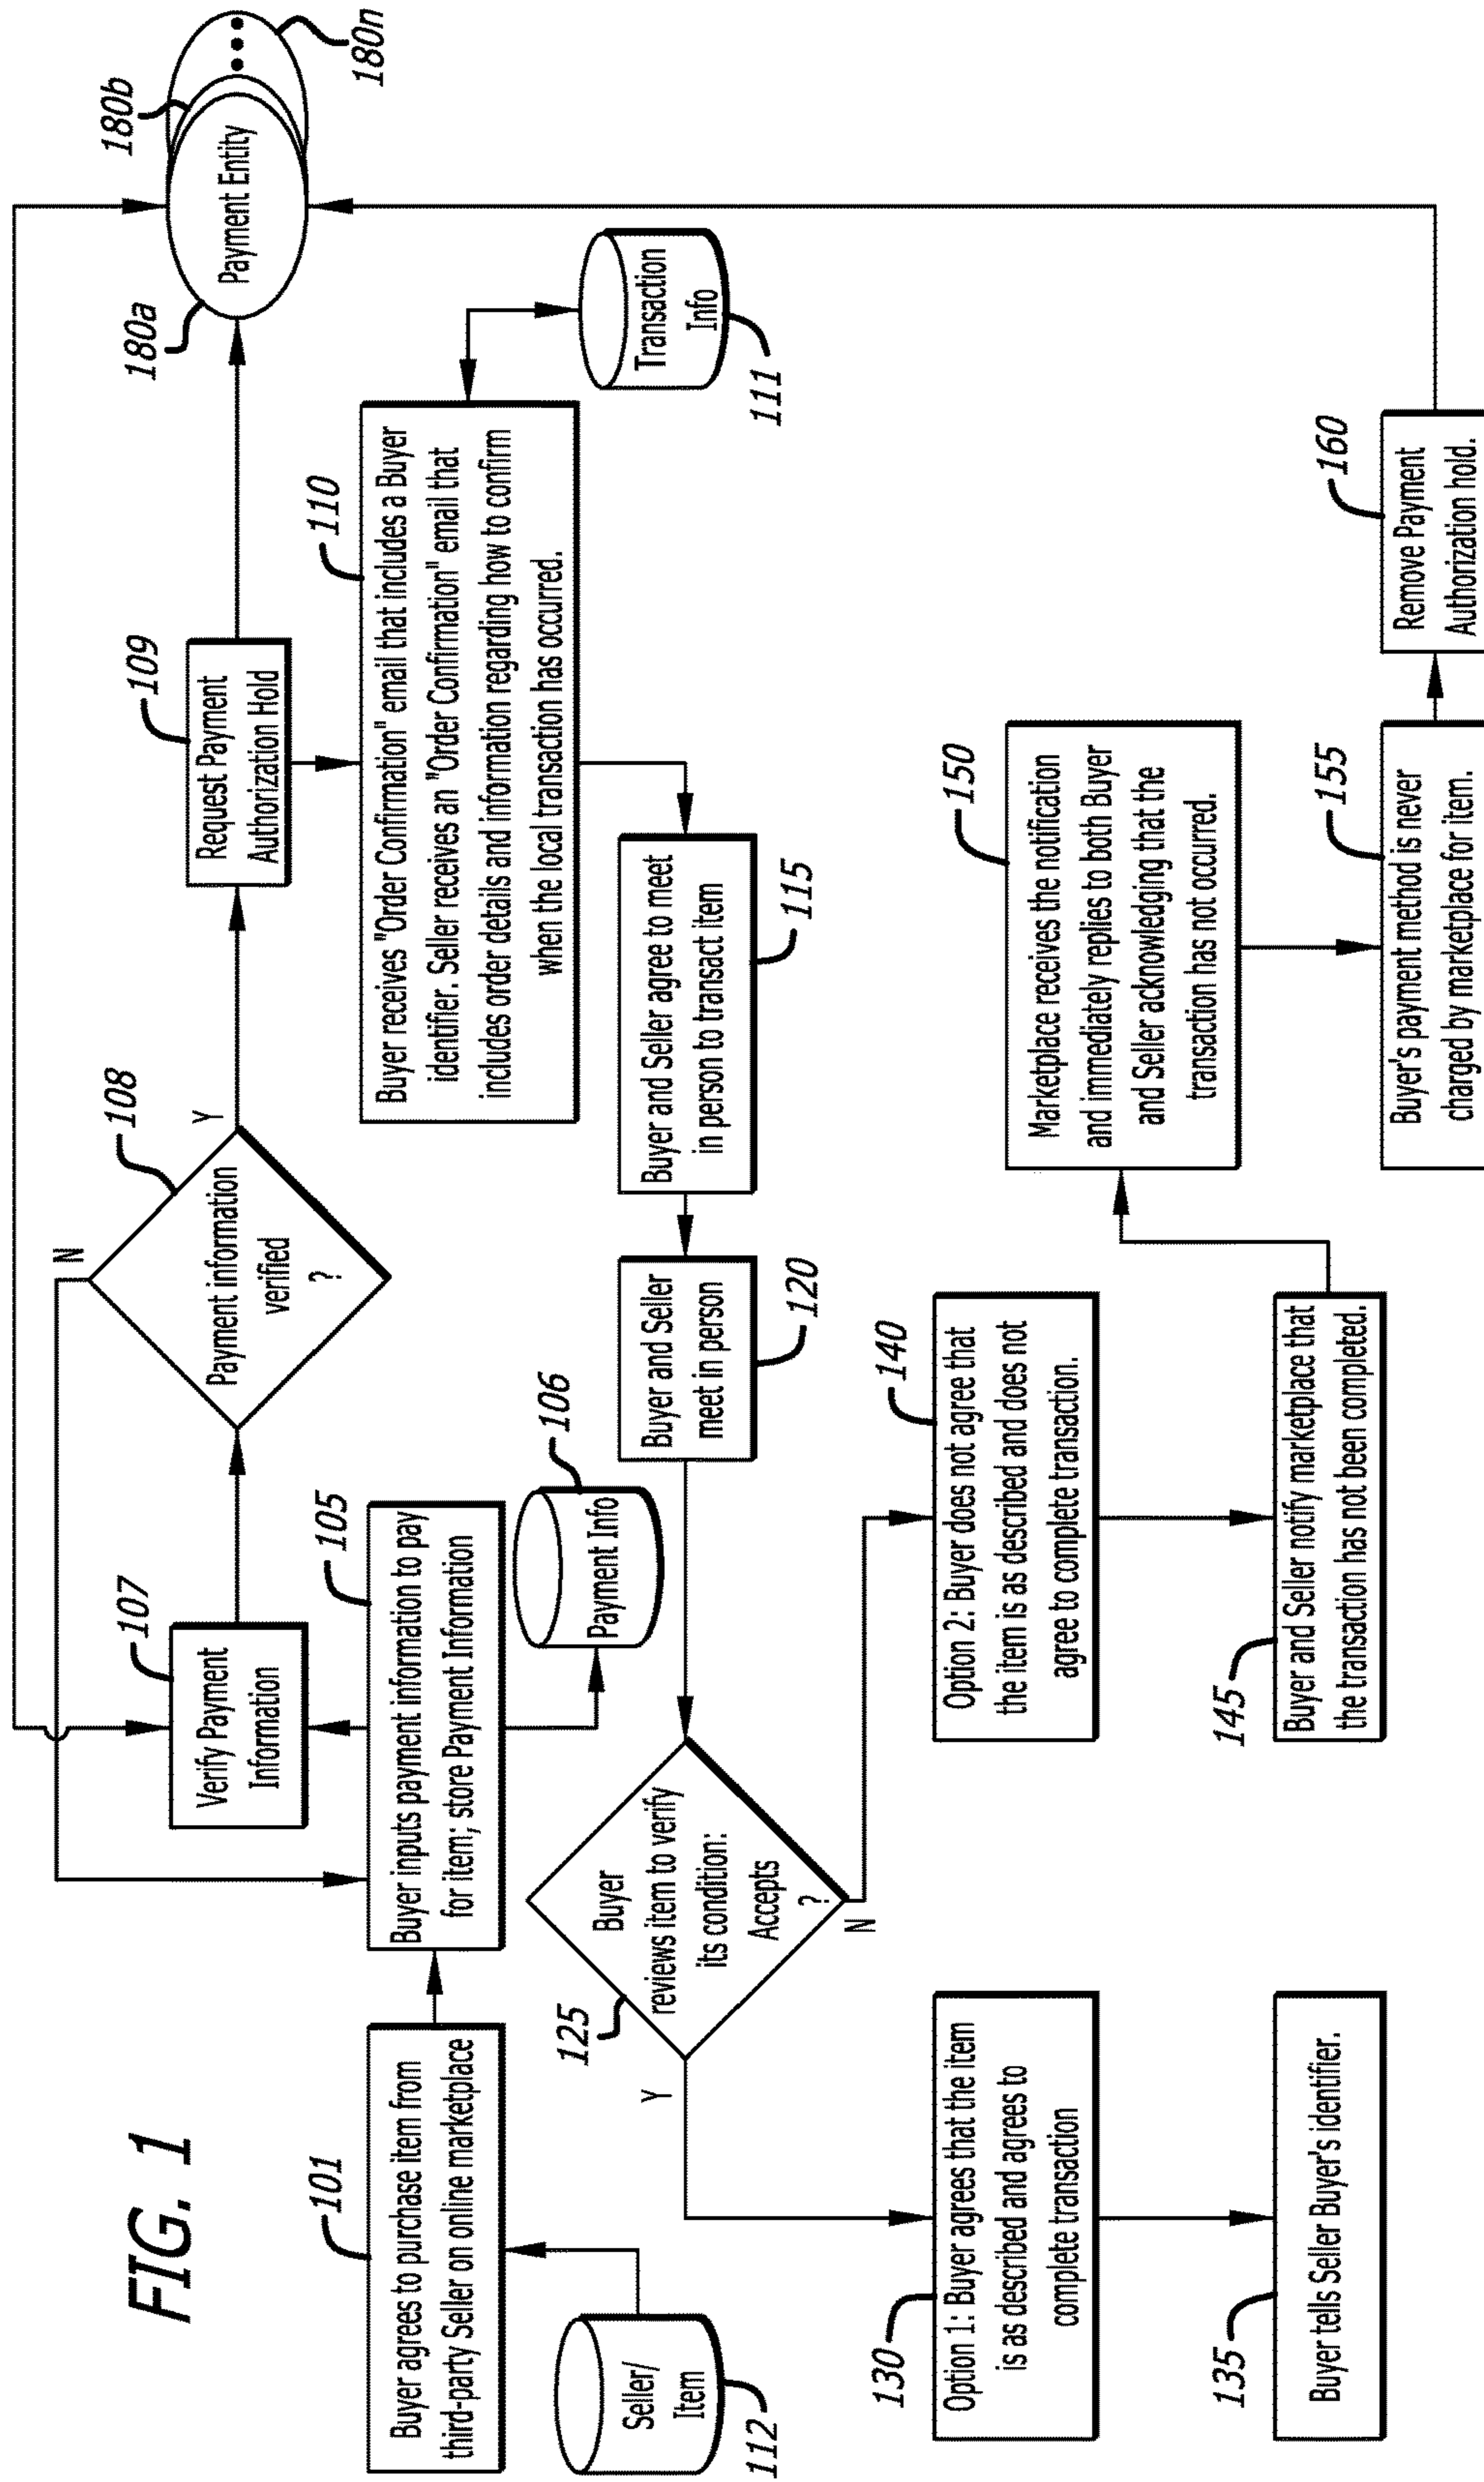 FIG. 1
101
Buyer agrees to purchase item from
third-party Seller on online marketplace
Seller/
Item
112
105
Buyer inputs payment information to pay
for item; store Payment Information
106
Payment Info
107
Verify Payment
Information
108
Payment information
verified
?
N
Y
109
Request Payment
Authorization Hold
180a
180b
180n
Payment Entity
110
Buyer receives "Order Confirmation" email that includes a Buyer
identifier. Seller receives an "Order Confirmation" email that
includes order details and information regarding how to confirm
when the local transaction has occurred.
Transaction
Info
111
Buyer and Seller agree to meet
in person to transact item
115
Buyer and Seller
meet in person
120
125
Buyer
reviews item to verify
its condition:
Accepts
?
Y
N
130
Option 1: Buyer agrees that the item
is as described and agrees to
complete transaction
135
Buyer tells Seller Buyer's identifier.
140
Option 2: Buyer does not agree that
the item is as described and does not
agree to complete transaction.
145
Buyer and Seller notify marketplace that
the transaction has not been completed.
150
Marketplace receives the notification
and immediately replies to both Buyer
and Seller acknowledging that the
transaction has not occurred.
155
Buyer's payment method is never
charged by marketplace for item.
160
Remove Payment
Authorization hold.